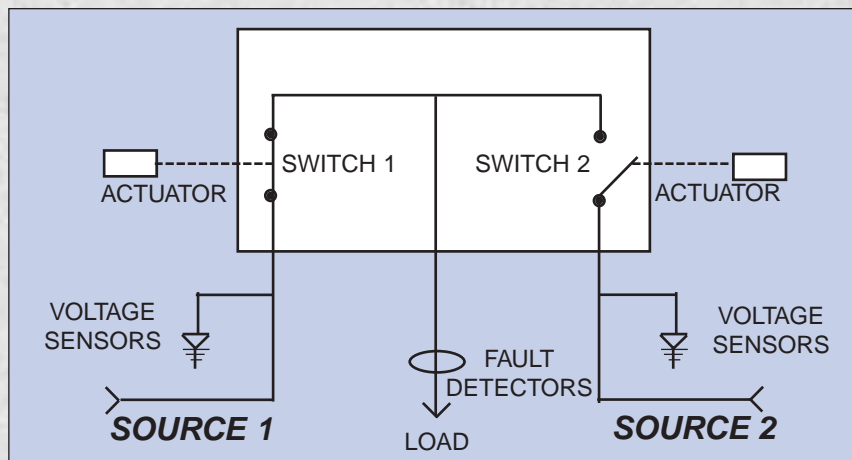 SWITCH 1
SWITCH 2
ACTUATOR
ACTUATOR
VOLTAGE
SENSORS
FAULT
DETECTORS
VOLTAGE
SENSORS
SOURCE 1
LOAD
SOURCE 2